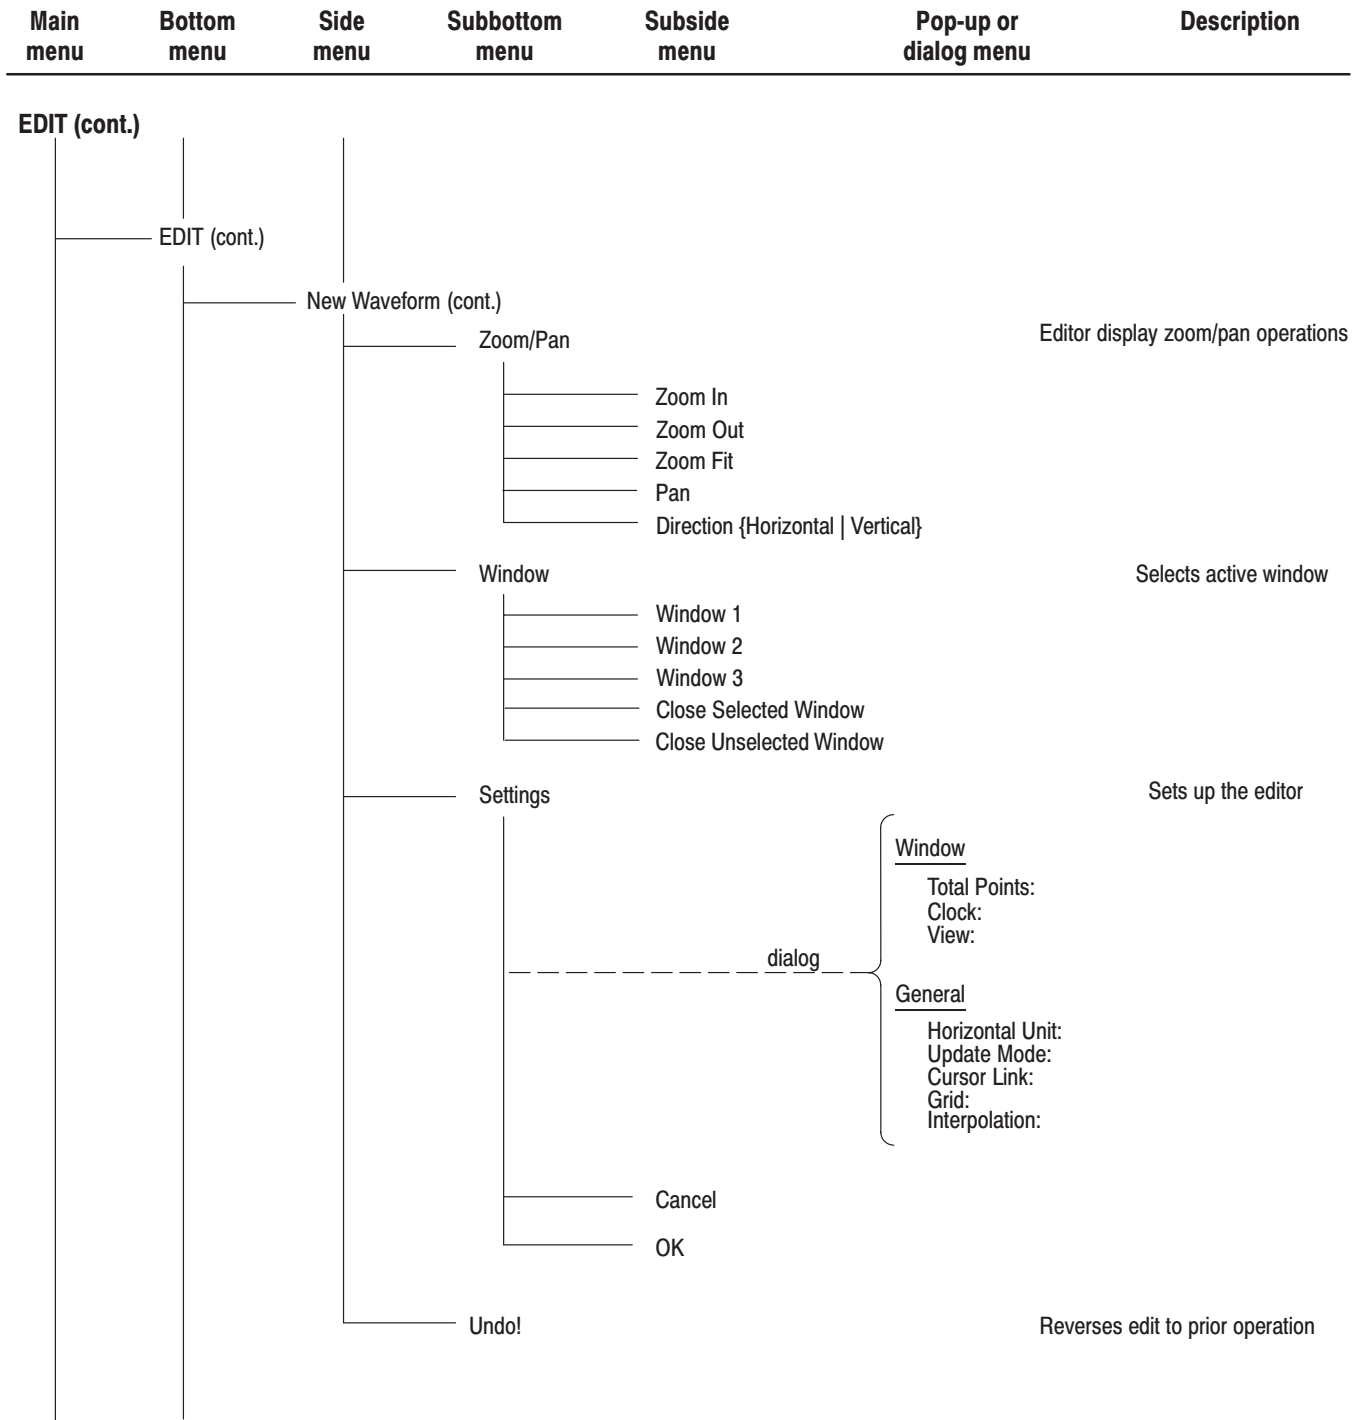 Main menu
Bottom menu
Side menu
Subbottom menu
Subside menu
Pop-up or dialog menu
Description
EDIT (cont.)
EDIT (cont.)
New Waveform (cont.)
Zoom/Pan
Editor display zoom/pan operations
Zoom In
Zoom Out
Zoom Fit
Pan
Direction {Horizontal | Vertical}
Window
Selects active window
Window 1
Window 2
Window 3
Close Selected Window
Close Unselected Window
Settings
Sets up the editor
Window
Total Points:
Clock:
View:
dialog
General
Horizontal Unit:
Update Mode:
Cursor Link:
Grid:
Interpolation:
Cancel
OK
Undo!
Reverses edit to prior operation